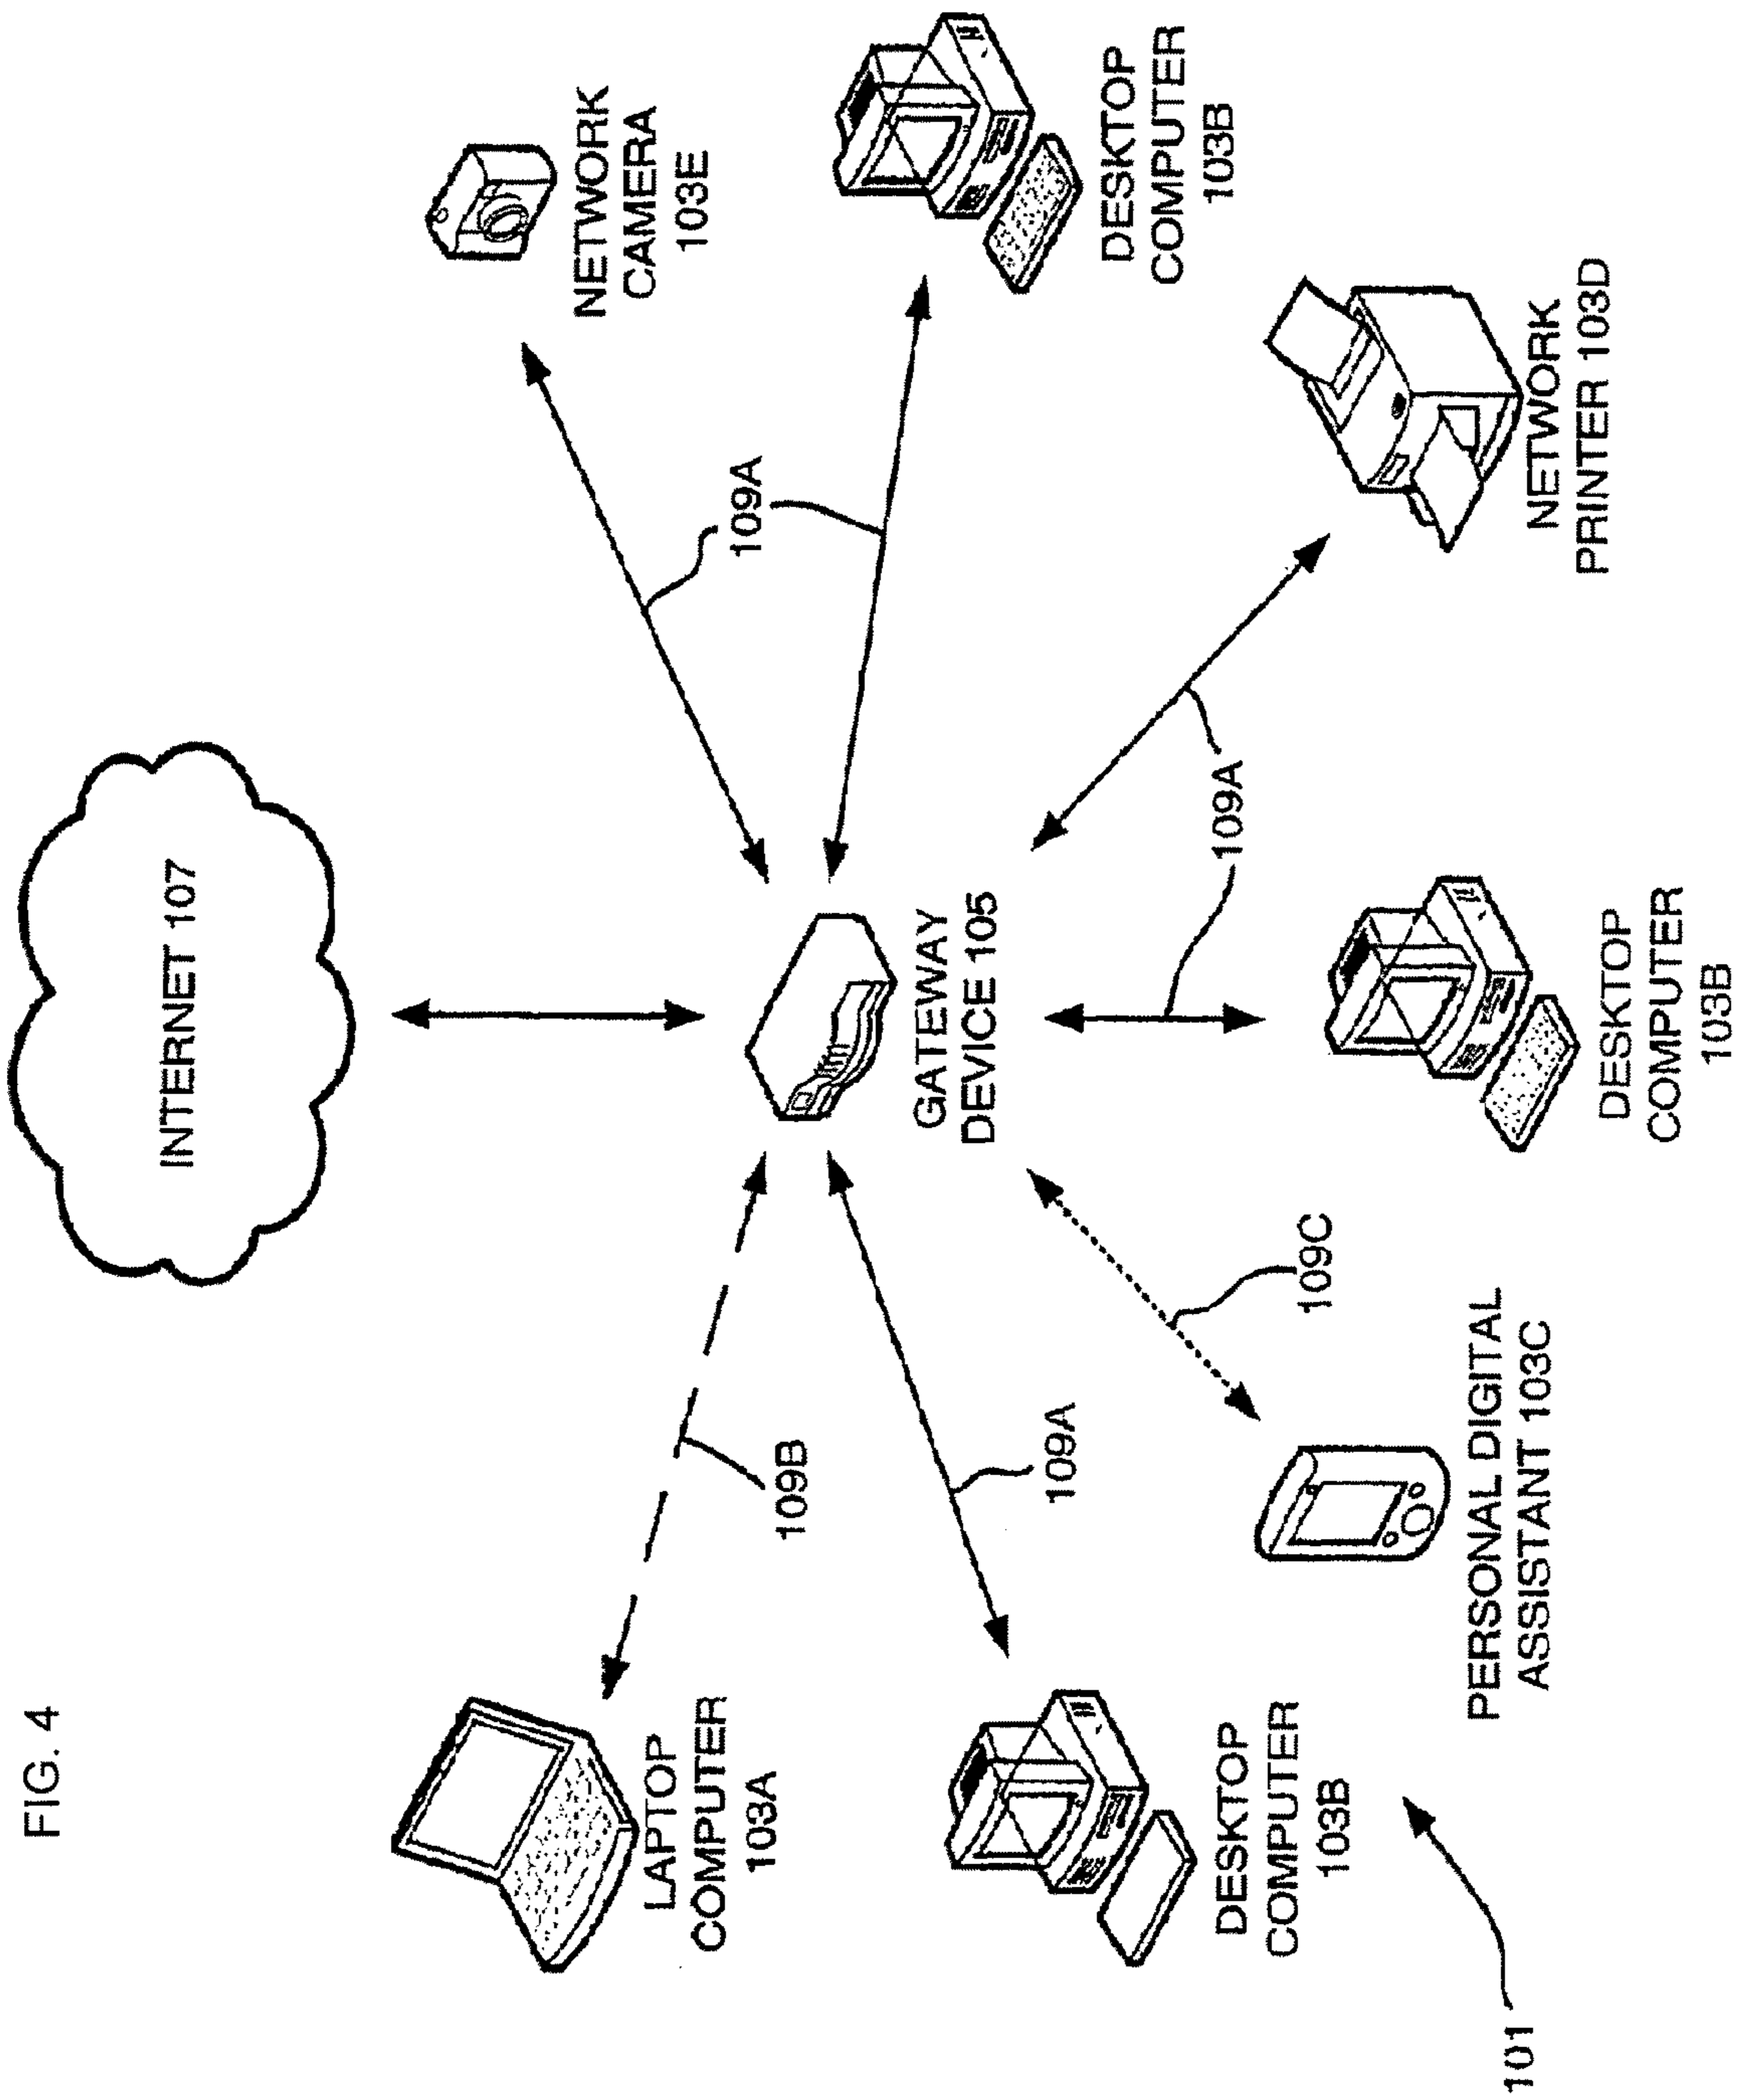 FIG. 4
INTERNET 107
LAPTOP
COMPUTER
103A
109B
GATEWAY
DEVICE 105
109A
NETWORK
CAMERA
103E
DESKTOP
COMPUTER
103B
109A
DESKTOP
COMPUTER
103B
109C
109A
PERSONAL DIGITAL
ASSISTANT 103C
DESKTOP
COMPUTER
103B
NETWORK
PRINTER 103D
101